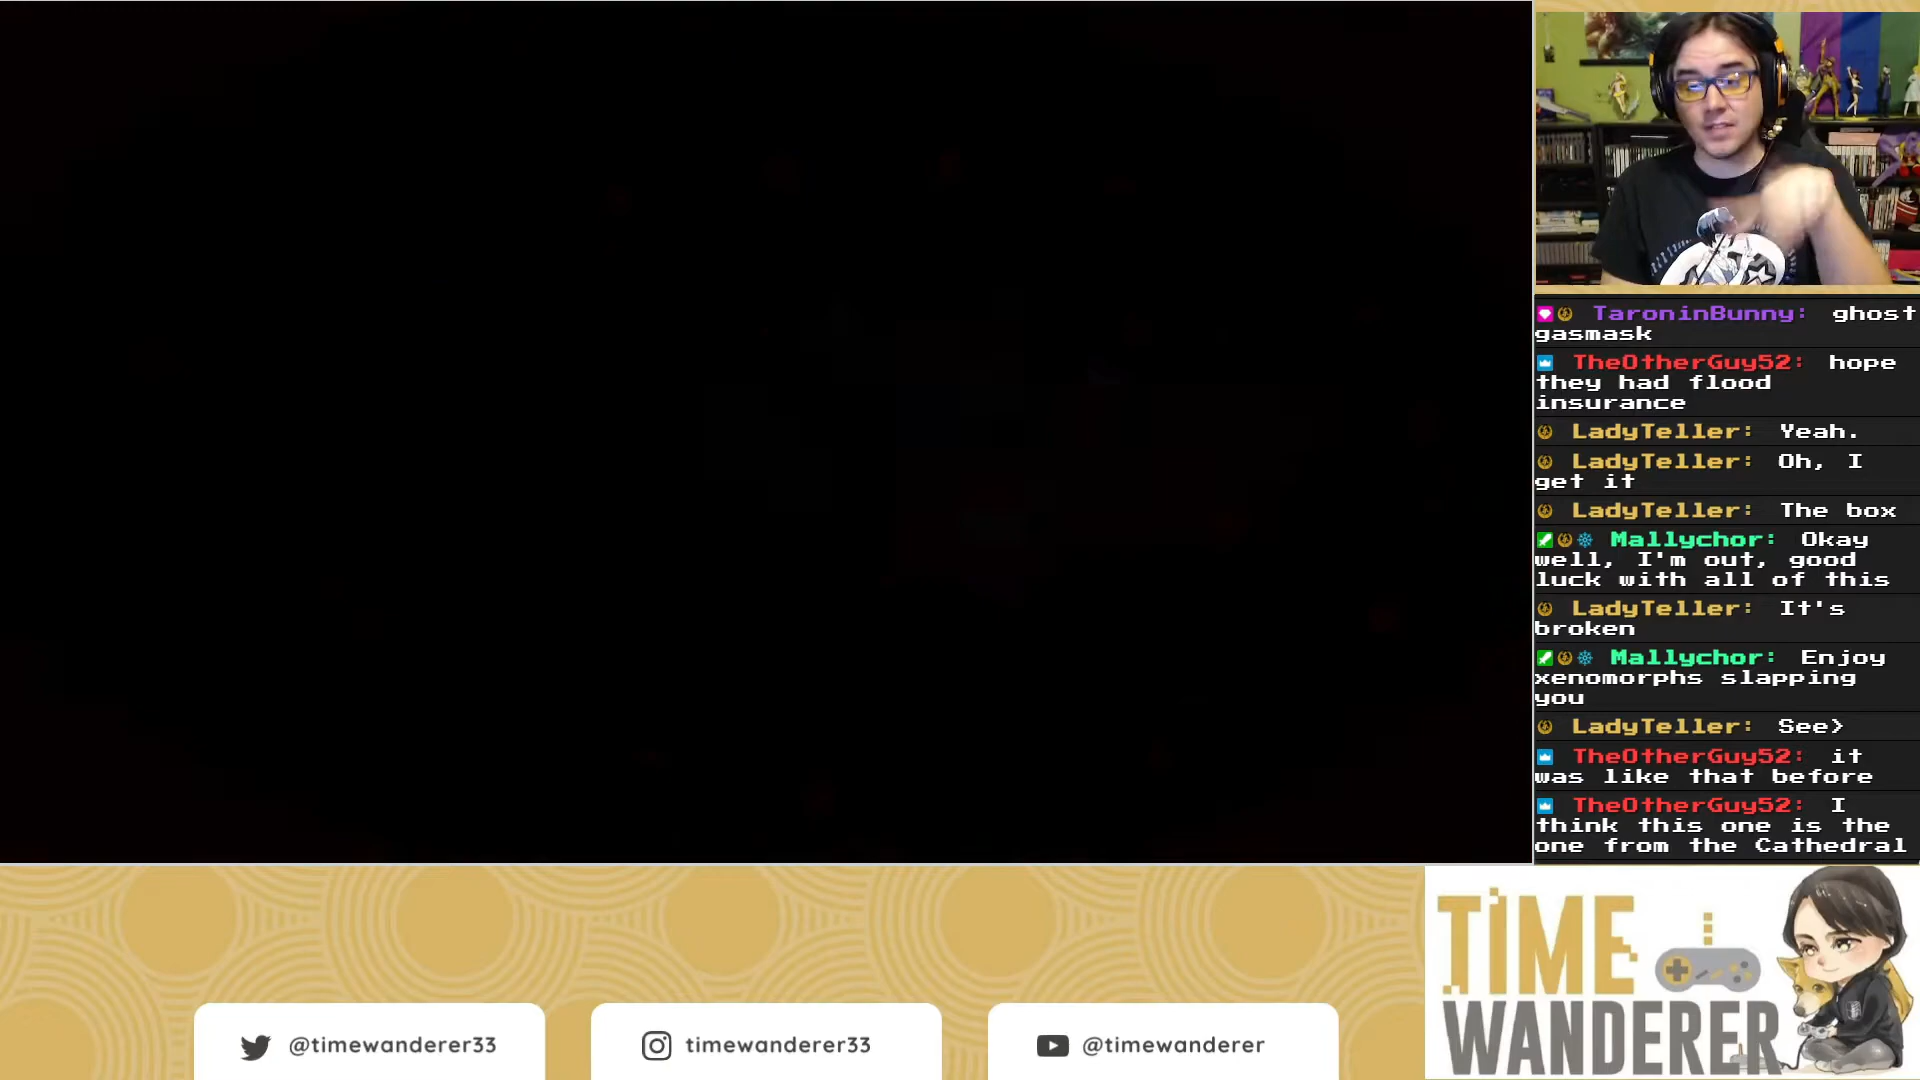 TaroninBunny: ghost
gasmask
TheOtherGuy52: hope
they had flood
insurance
LadyTeller: Yeah.
LadyTeller: Oh, I
get it
LadyTeller: The box
Mallychor: Okay
well, I'm out, good
luck with all of this
LadyTeller: It's
broken
Mallychor: Enjoy
xenomorphs slapping
you
LadyTeller: See>
TheOtherGuy52: it
was like that before
TheOtherGuy52: I
think this one is the
one from the Cathedral
TIME
WANDERER
@timewanderer33
timewanderer33
@timewanderer